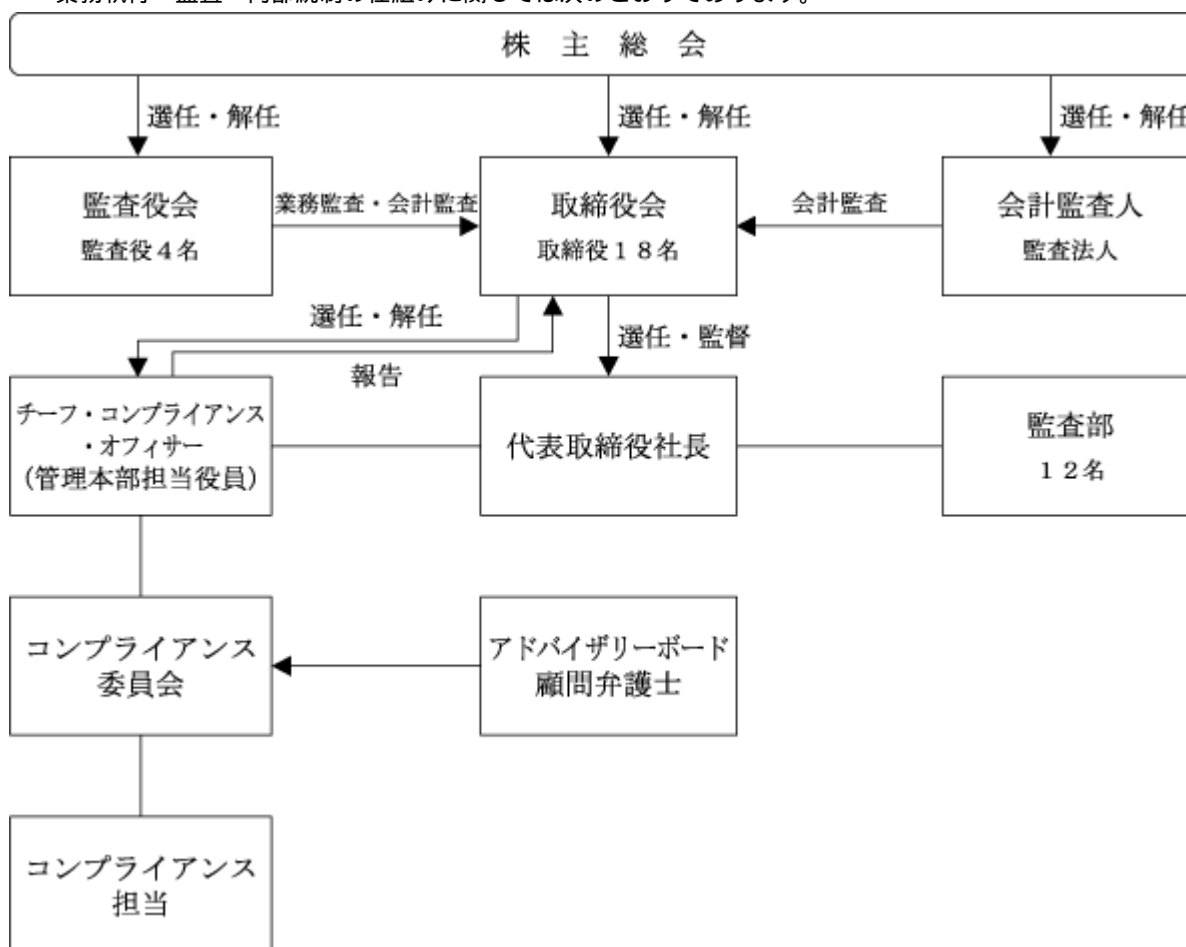 株 主 総 会
選任・解任
選任・解任
選任・解任
監査役会
監査役４名
業務監査・会計監査
取締役会
取締役１８名
会計監査
会計監査人
監査法人
選任・解任
報告
選任・監督
チーフ・コンプライアンス
・オフィサー
（管理本部担当役員）
代表取締役社長
監査部
１２名
コンプライアンス
委員会
アドバイザリーボード
顧問弁護士
コンプライアンス
担当